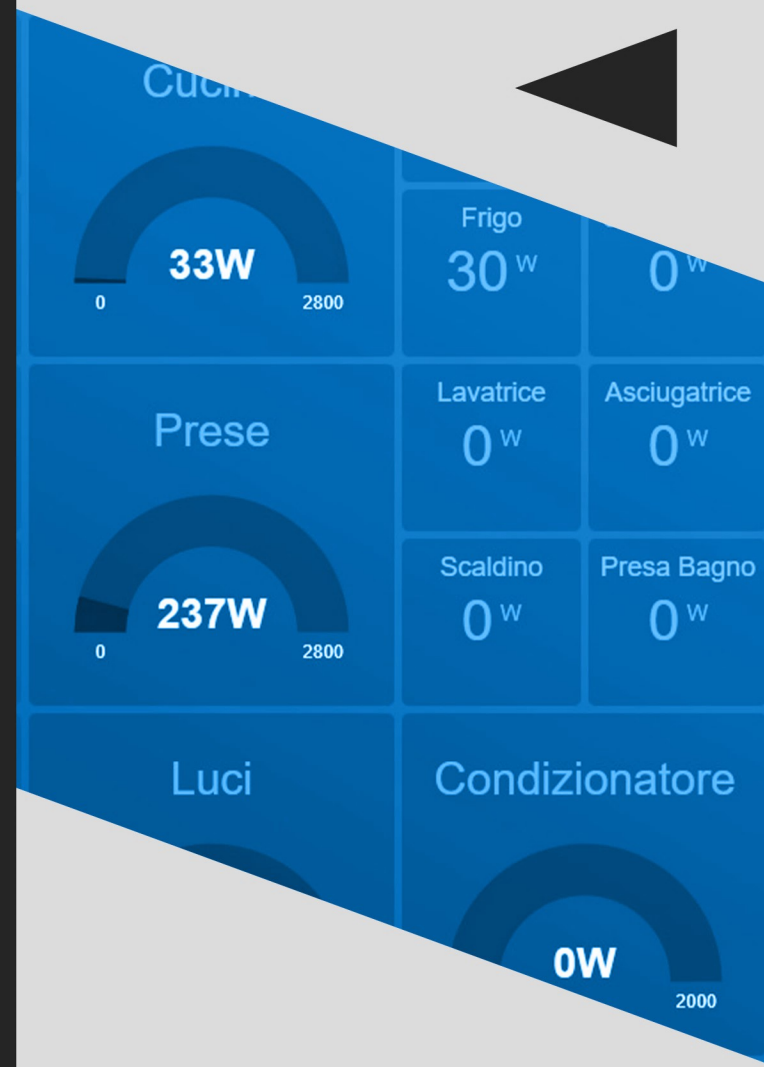 33W
0 2800
Frigo
30 W
0 W
Prese
237W
0 2800
Lavatrice
0 W
Asciugatrice
0 W
Scaldino
0 W
Presa Bagno
0 W
Luci
Condizionatore
0W
2000